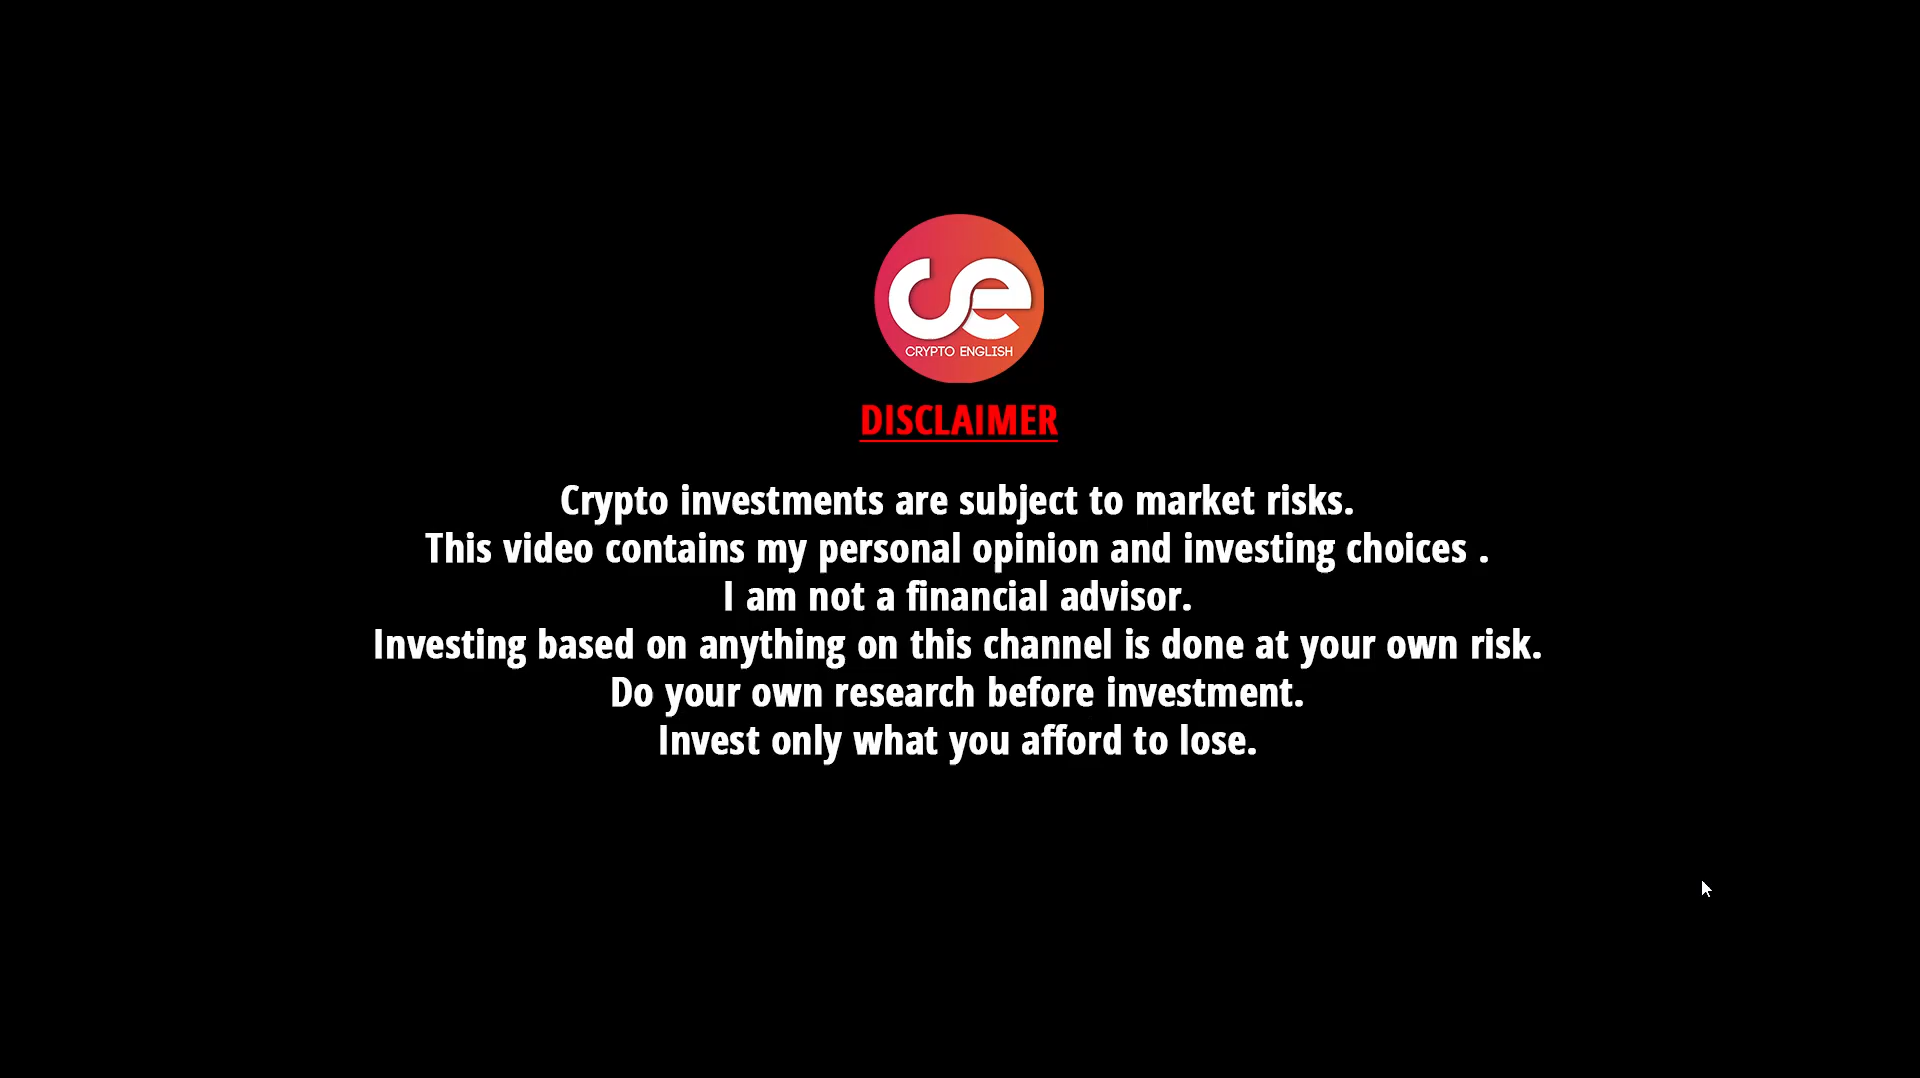 ce
CRYPTO ENGLISH
DISCLAIMER
Crypto investments are subject to market risks.
This video contains my personal opinion and investing choices .
I am not a financial advisor.
Investing based on anything on this channel is done at your own risk.
Do your own research before investment.
Invest only what you afford to lose.